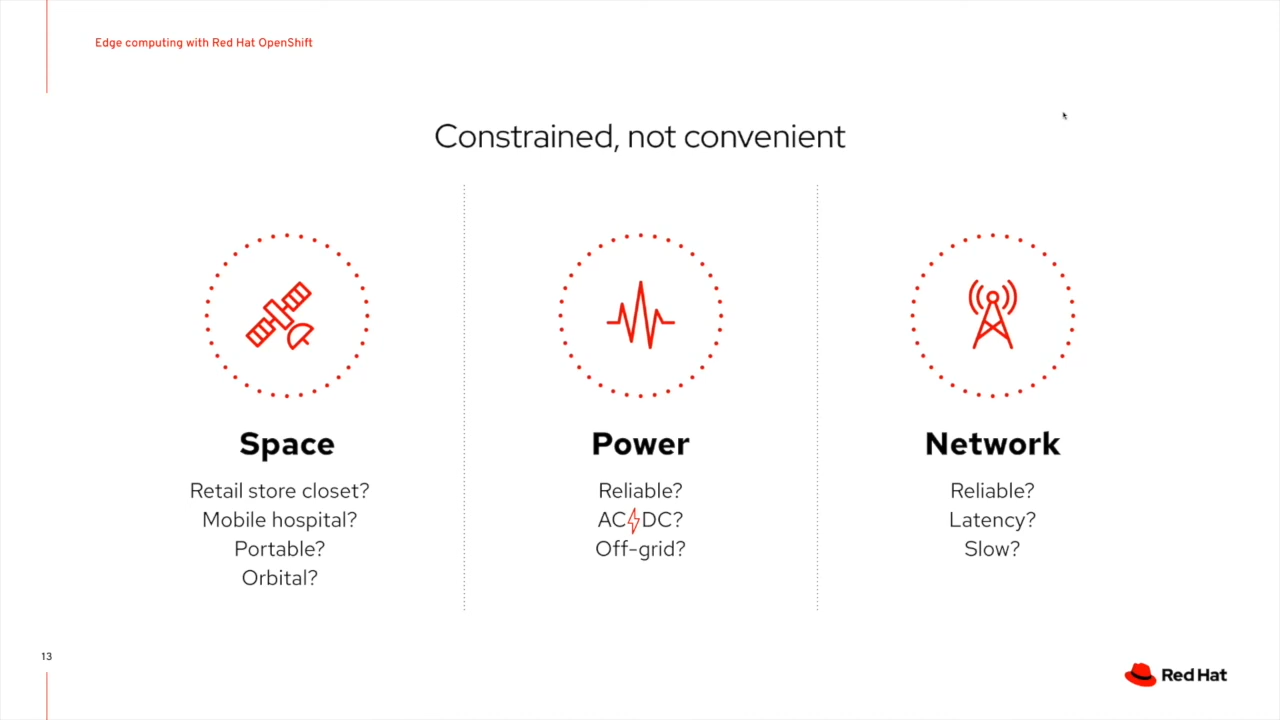 Edge computing with Red Hat OpenShift
Constrained, not convenient
Space
Retail store closet?
Mobile hospital?
Portable?
Orbital?
Power
Reliable?
AC⚡DC?
Off-grid?
Network
Reliable?
Latency?
Slow?
13
Red Hat